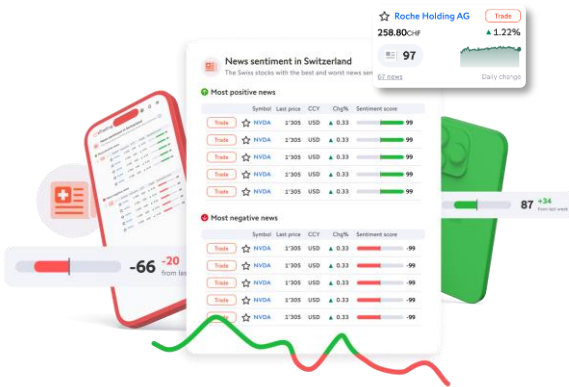 Roche Holding AG Trade
258.80CHF 1.22%
97
67 news Daily change
News sentiment in Switzerland
The Swiss stocks with the best and worst news sen
Most positive news
Symbol Last price CCY Chg% Sentiment score
Trade NVDA 1'305 USD 0.33 99
Trade NVDA 1'305 USD 0.33 99
Trade NVDA 1'305 USD 0.33 99
Trade NVDA 1'305 USD 0.33 99
Trade NVDA 1'305 USD 0.33 99
Most negative news
Symbol Last price CCY Chg% Sentiment score
Trade NVDA 1'305 USD 0.33 -99
Trade NVDA 1'305 USD 0.33 -99
Trade NVDA 1'305 USD 0.33 -99
Trade NVDA 1'305 USD 0.33 -99
Trade NVDA 1'305 USD 0.33 -99
-66 -20
from las
87 +34
from last week
News sentiment in Switzerland